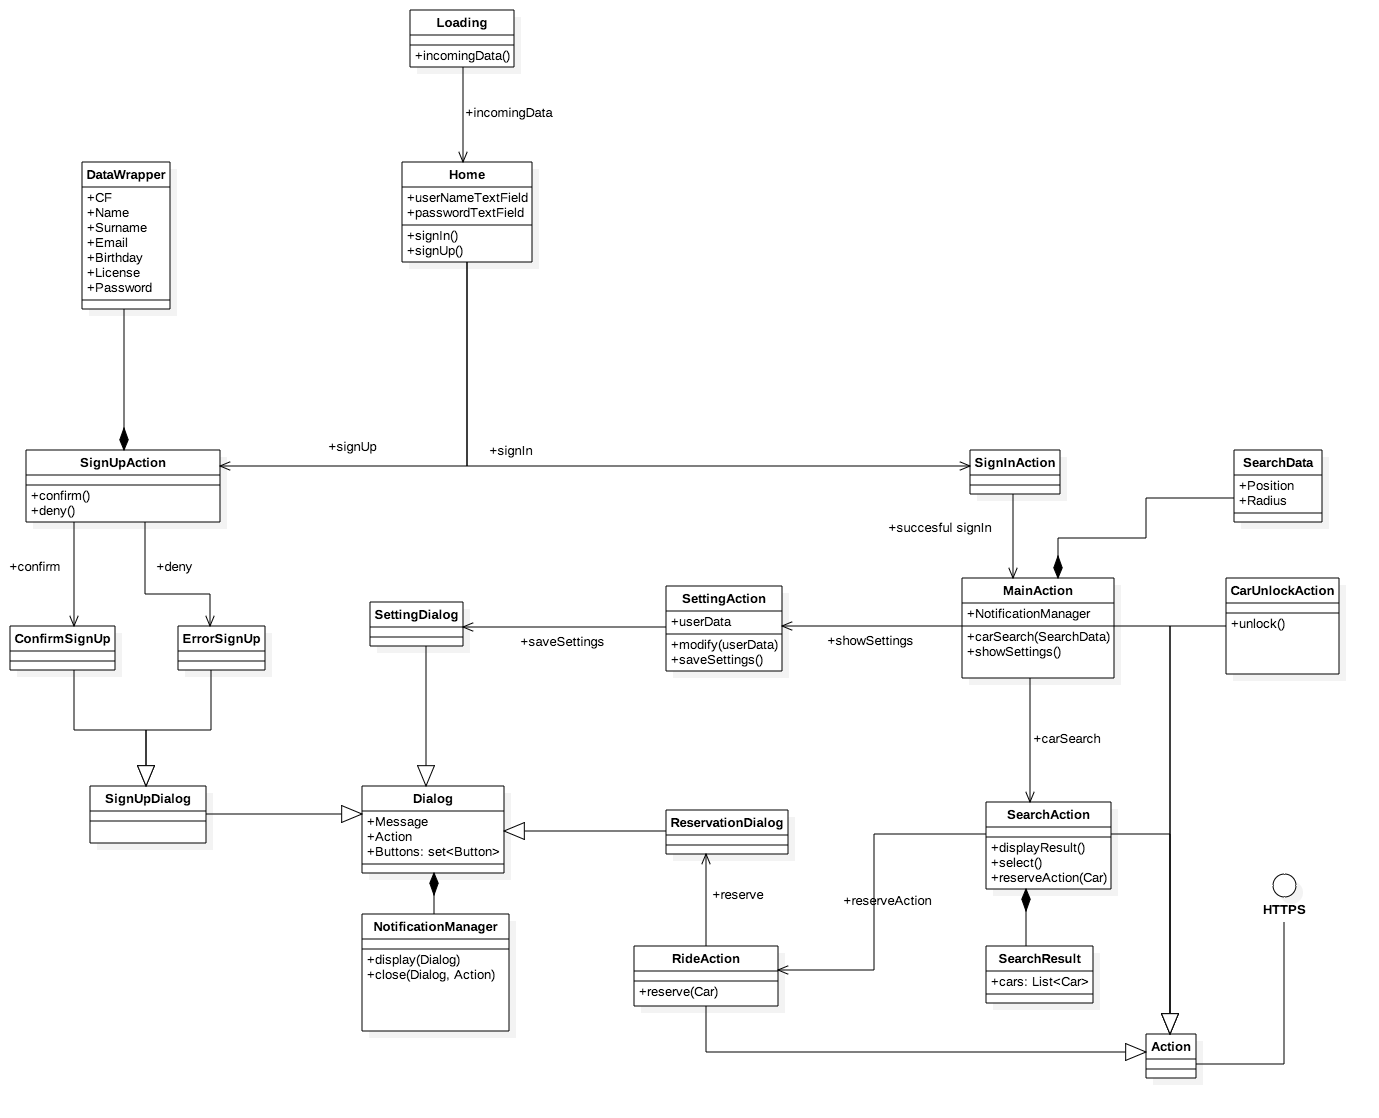 Loading
+incomingData()
+incomingData
DataWrapper
+CF
+Name
+Surname
+Email
+Birthday
+License
+Password
Home
+userNameTextField
+passwordTextField
+signIn()
+signUp()
+signUp
+signIn
SignUpAction
+confirm()
+deny()
SignInAction
SearchData
+Position
+Radius
+succesful signIn
+confirm
+deny
ConfirmSignUp
ErrorSignUp
SettingDialog
+saveSettings
SettingAction
+userData
+modify(userData)
+saveSettings()
+showSettings
MainAction
+NotificationManager
+carSearch(SearchData)
+showSettings()
CarUnlockAction
+unlock()
+carSearch
SignUpDialog
Dialog
+Message
+Action
+Buttons: set<Button>
ReservationDialog
SearchAction
+displayResult()
+select()
+reserveAction(Car)
+reserve
+reserveAction
HTTPS
NotificationManager
+display(Dialog)
+close(Dialog, Action)
RideAction
+reserve(Car)
SearchResult
+cars: List<Car>
Action